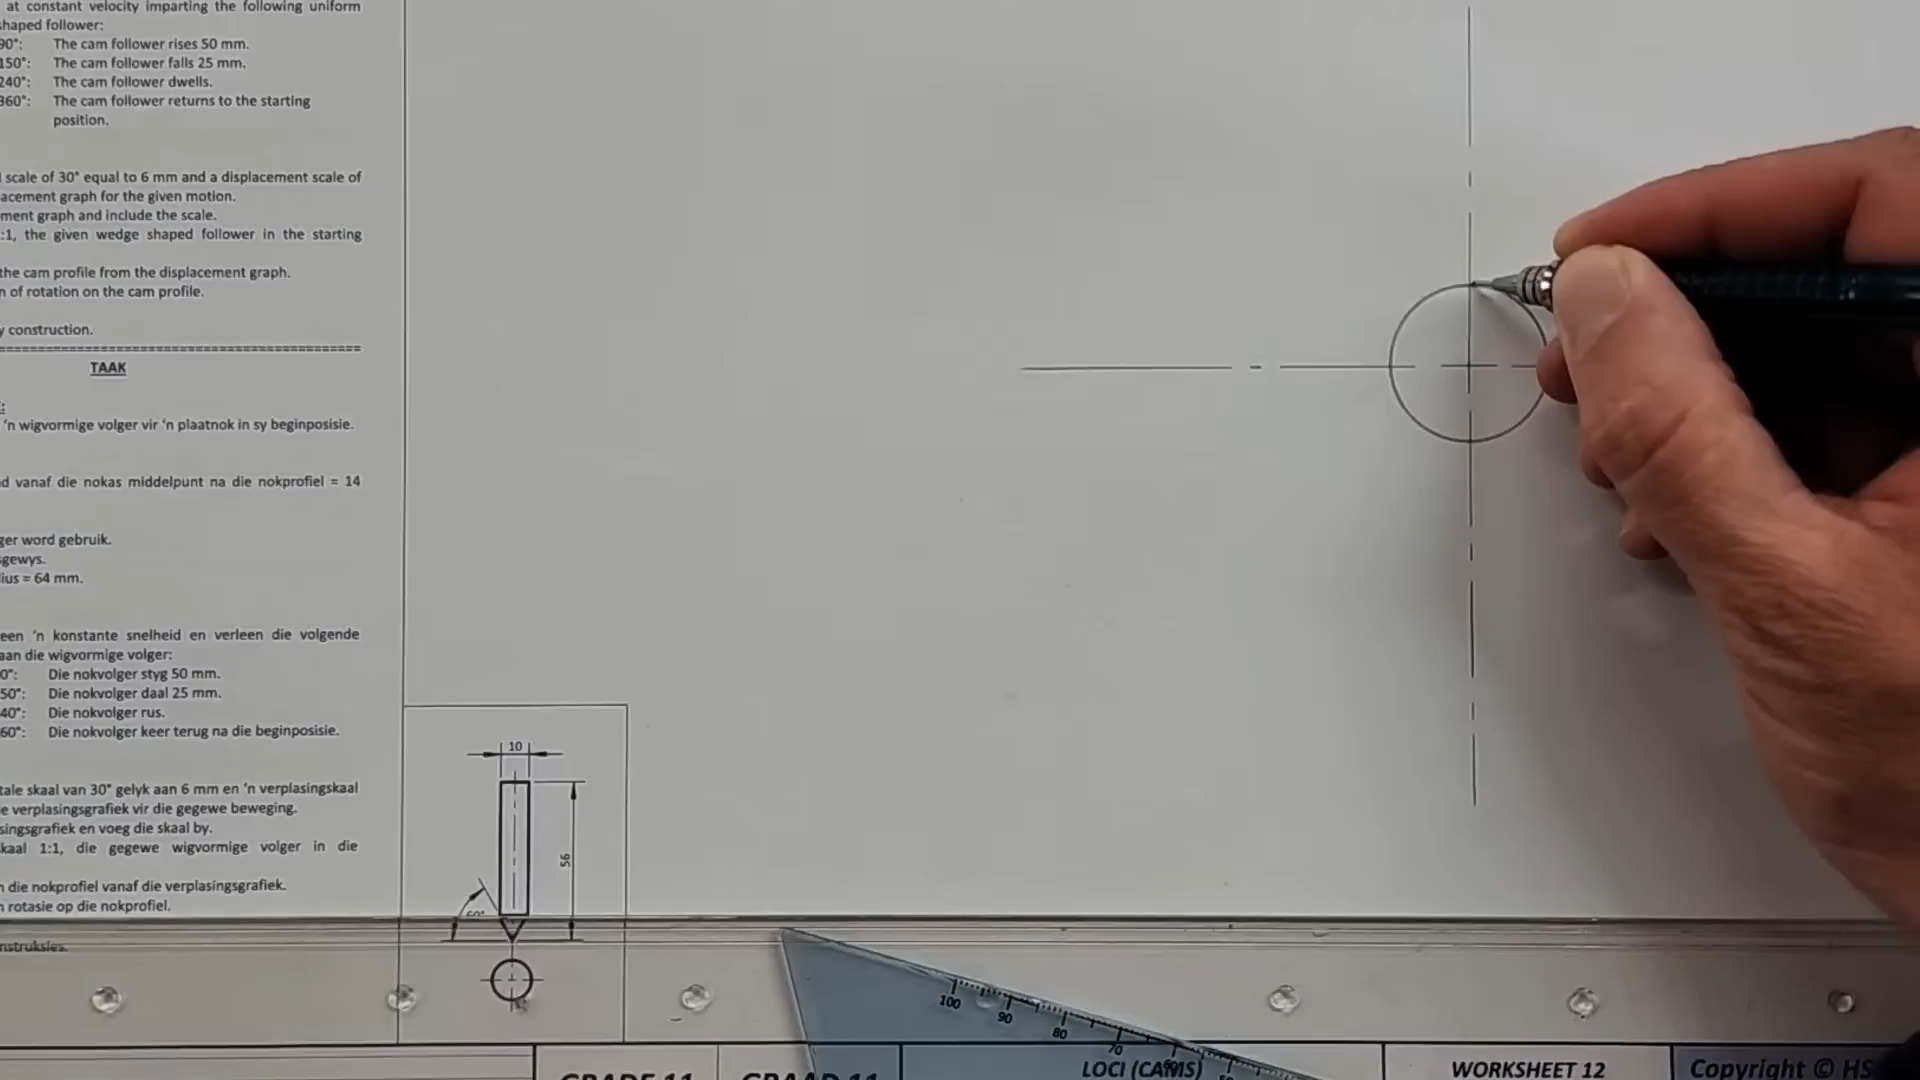 at constant velocity imparting the following uniform
shaped follower:
90°: The cam follower rises 50 mm.
150°: The cam follower falls 25 mm.
240°: The cam follower dwells.
360°: The cam follower returns to the starting
position.
scale of 30° equal to 6 mm and a displacement scale of
acement graph for the given motion.
ment graph and include the scale.
:1, the given wedge shaped follower in the starting
the cam profile from the displacement graph.
n of rotation on the cam profile.
y construction.
TAAK
'n wigvormige volger vir 'n plaatnok in sy beginposisie.
d vanaf die nokas middelpunt na die nokprofiel = 14
ger word gebruik.
sgewys.
ius = 64 mm.
een 'n konstante snelheid en verleen die volgende
aan die wigvormige volger:
0°: Die nokvolger styg 50 mm.
50°: Die nokvolger daal 25 mm.
40°: Die nokvolger rus.
60°: Die nokvolger keer terug na die beginposisie.
tale skaal van 30° gelyk aan 6 mm en 'n verplasingskaal
e verplasingsgrafiek vir die gegewe beweging.
singsgrafiek en voeg die skaal by.
kaal 1:1, die gegewe wigvormige volger in die
n die nokprofiel vanaf die verplasingsgrafiek.
n rotasie op die nokprofiel.
nstruksies.
10
56
60°
100
90
80
70
GRADE 11
GRAAD 11
LOCI (CAMS)
WORKSHEET 12
Copyright © HS